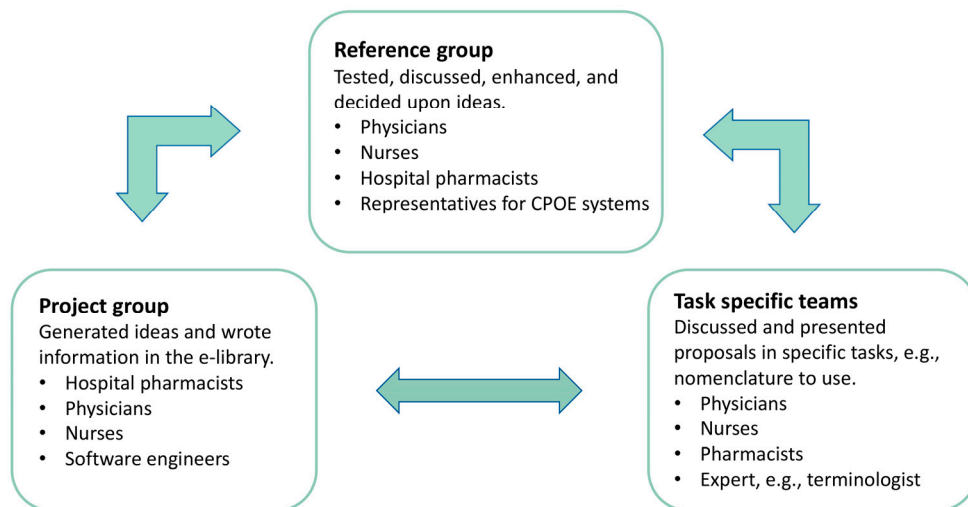 Reference group
Tested, discussed, enhanced, and
decided upon ideas.
• Physicians
• Nurses
• Hospital pharmacists
• Representatives for CPOE systems
Project group
Generated ideas and wrote
information in the e-library.
• Hospital pharmacists
• Physicians
• Nurses
• Software engineers
Task specific teams
Discussed and presented
proposals in specific tasks, e.g.,
nomenclature to use.
• Physicians
• Nurses
• Pharmacists
• Expert, e.g., terminologist